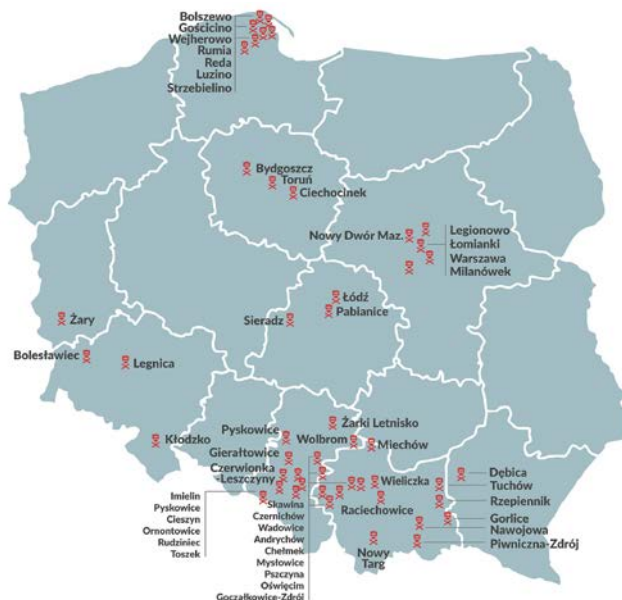 Bolszewo
Gościcino
Wejherowo
Rumia
Reda
Luzino
Strzebielino
Bydgoszcz
Toruń
Ciechocinek
Nowy Dwór Maz.
Legionowo
Łomianki
Warszawa
Milanówek
Łódź
Pabianice
Sieradz
Żary
Bolesławiec
Legnica
Kłodzko
Żarki Letnisko
Pyskowice
Wolbrom
Miechów
Gierałtowice
Czerwionka
-Leszczyny
Wieliczka
Raciechowice
Dębica
Tuchów
Rzepiennik
Gorlice
Nawojowa
Piwniczna-Zdrój
Nowy
Targ
Imielin
Pyskowice
Cieszyn
Ornontowice
Rudziniec
Toszek
Skawina
Czernichów
Wadowice
Andrychów
Chełmek
Mysłowice
Pszczyna
Oświęcim
Goczałkowice-Zdrój